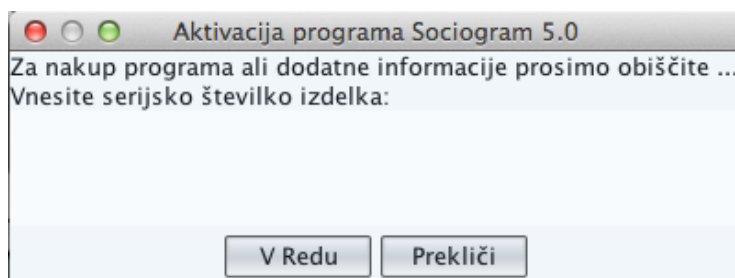 Aktivacija programa Sociogram 5.0
Za nakup programa ali dodatne informacije prosimo obiščite ...
Vnesite serijsko številko izdelka:
V Redu Prekliči